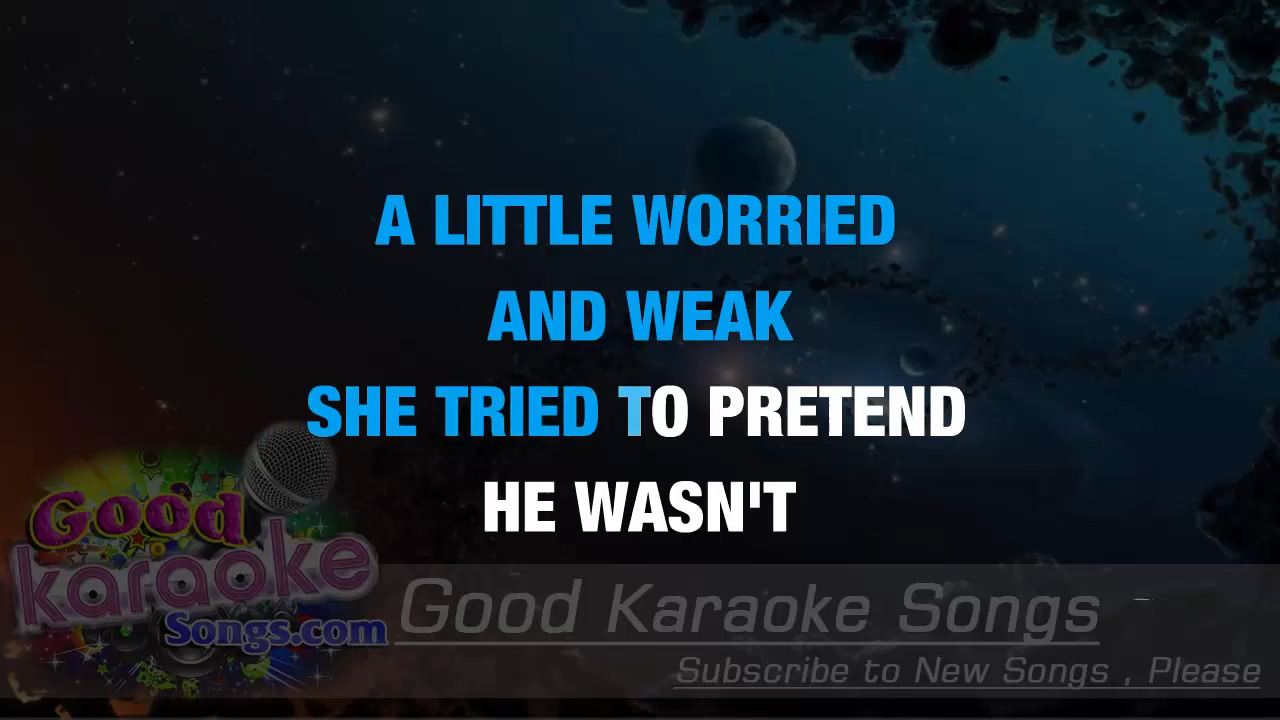 A LITTLE WORRIED
AND WEAK
SHE TRIED TO PRETEND
HE WASN'T
Good
karaoke
Songs.com
Good Karaoke Songs
Subscribe to New Songs , Please